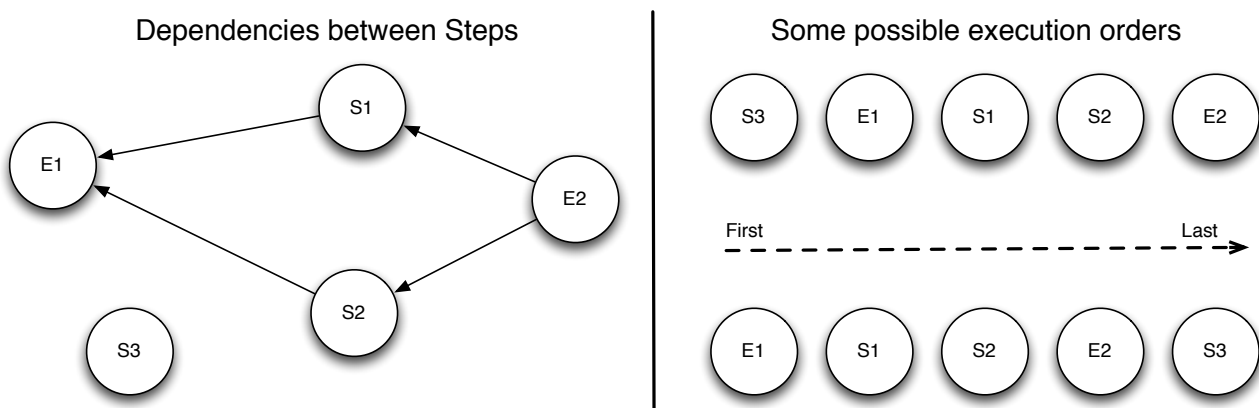 Dependencies between Steps
S1
E1
E2
S2
S3
Some possible execution orders
S3 E1 S1 S2 E2
First Last
E1 S1 S2 E2 S3